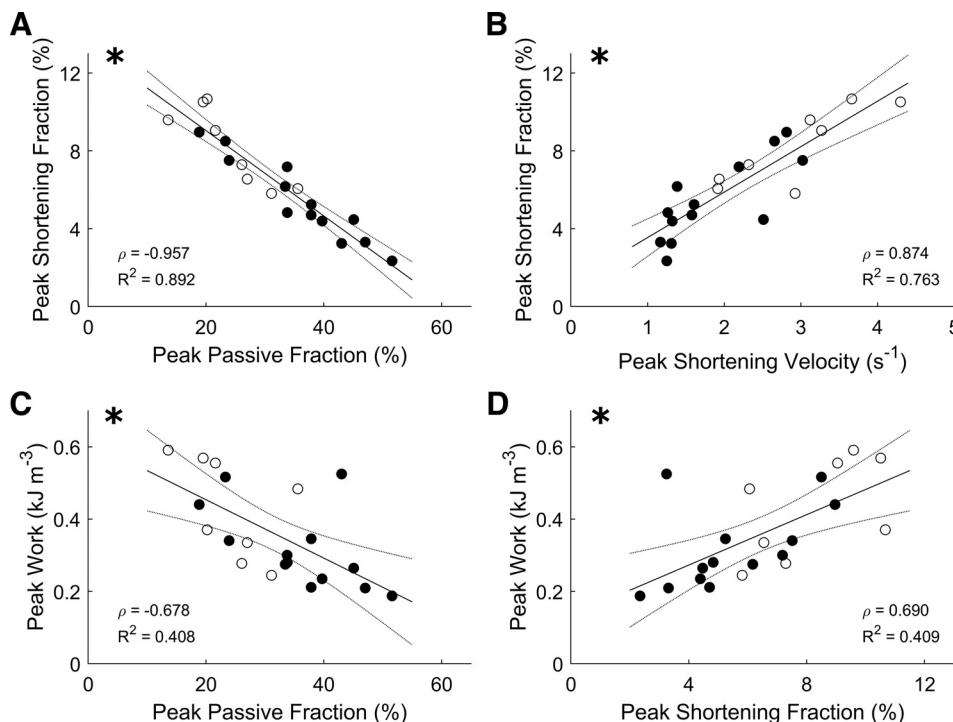 A
*
Peak Shortening Fraction (%)
12
8
4
0
ρ = -0.957
R² = 0.892
0 20 40 60
Peak Passive Fraction (%)
B
*
Peak Shortening Fraction (%)
12
8
4
0
ρ = 0.874
R² = 0.763
0 1 2 3 4 5
Peak Shortening Velocity (s⁻¹)
C
*
Peak Work (kJ m⁻³)
0.6
0.4
0.2
0
ρ = -0.678
R² = 0.408
0 20 40 60
Peak Passive Fraction (%)
D
*
Peak Work (kJ m⁻³)
0.6
0.4
0.2
0
ρ = 0.690
R² = 0.409
0 4 8 12
Peak Shortening Fraction (%)